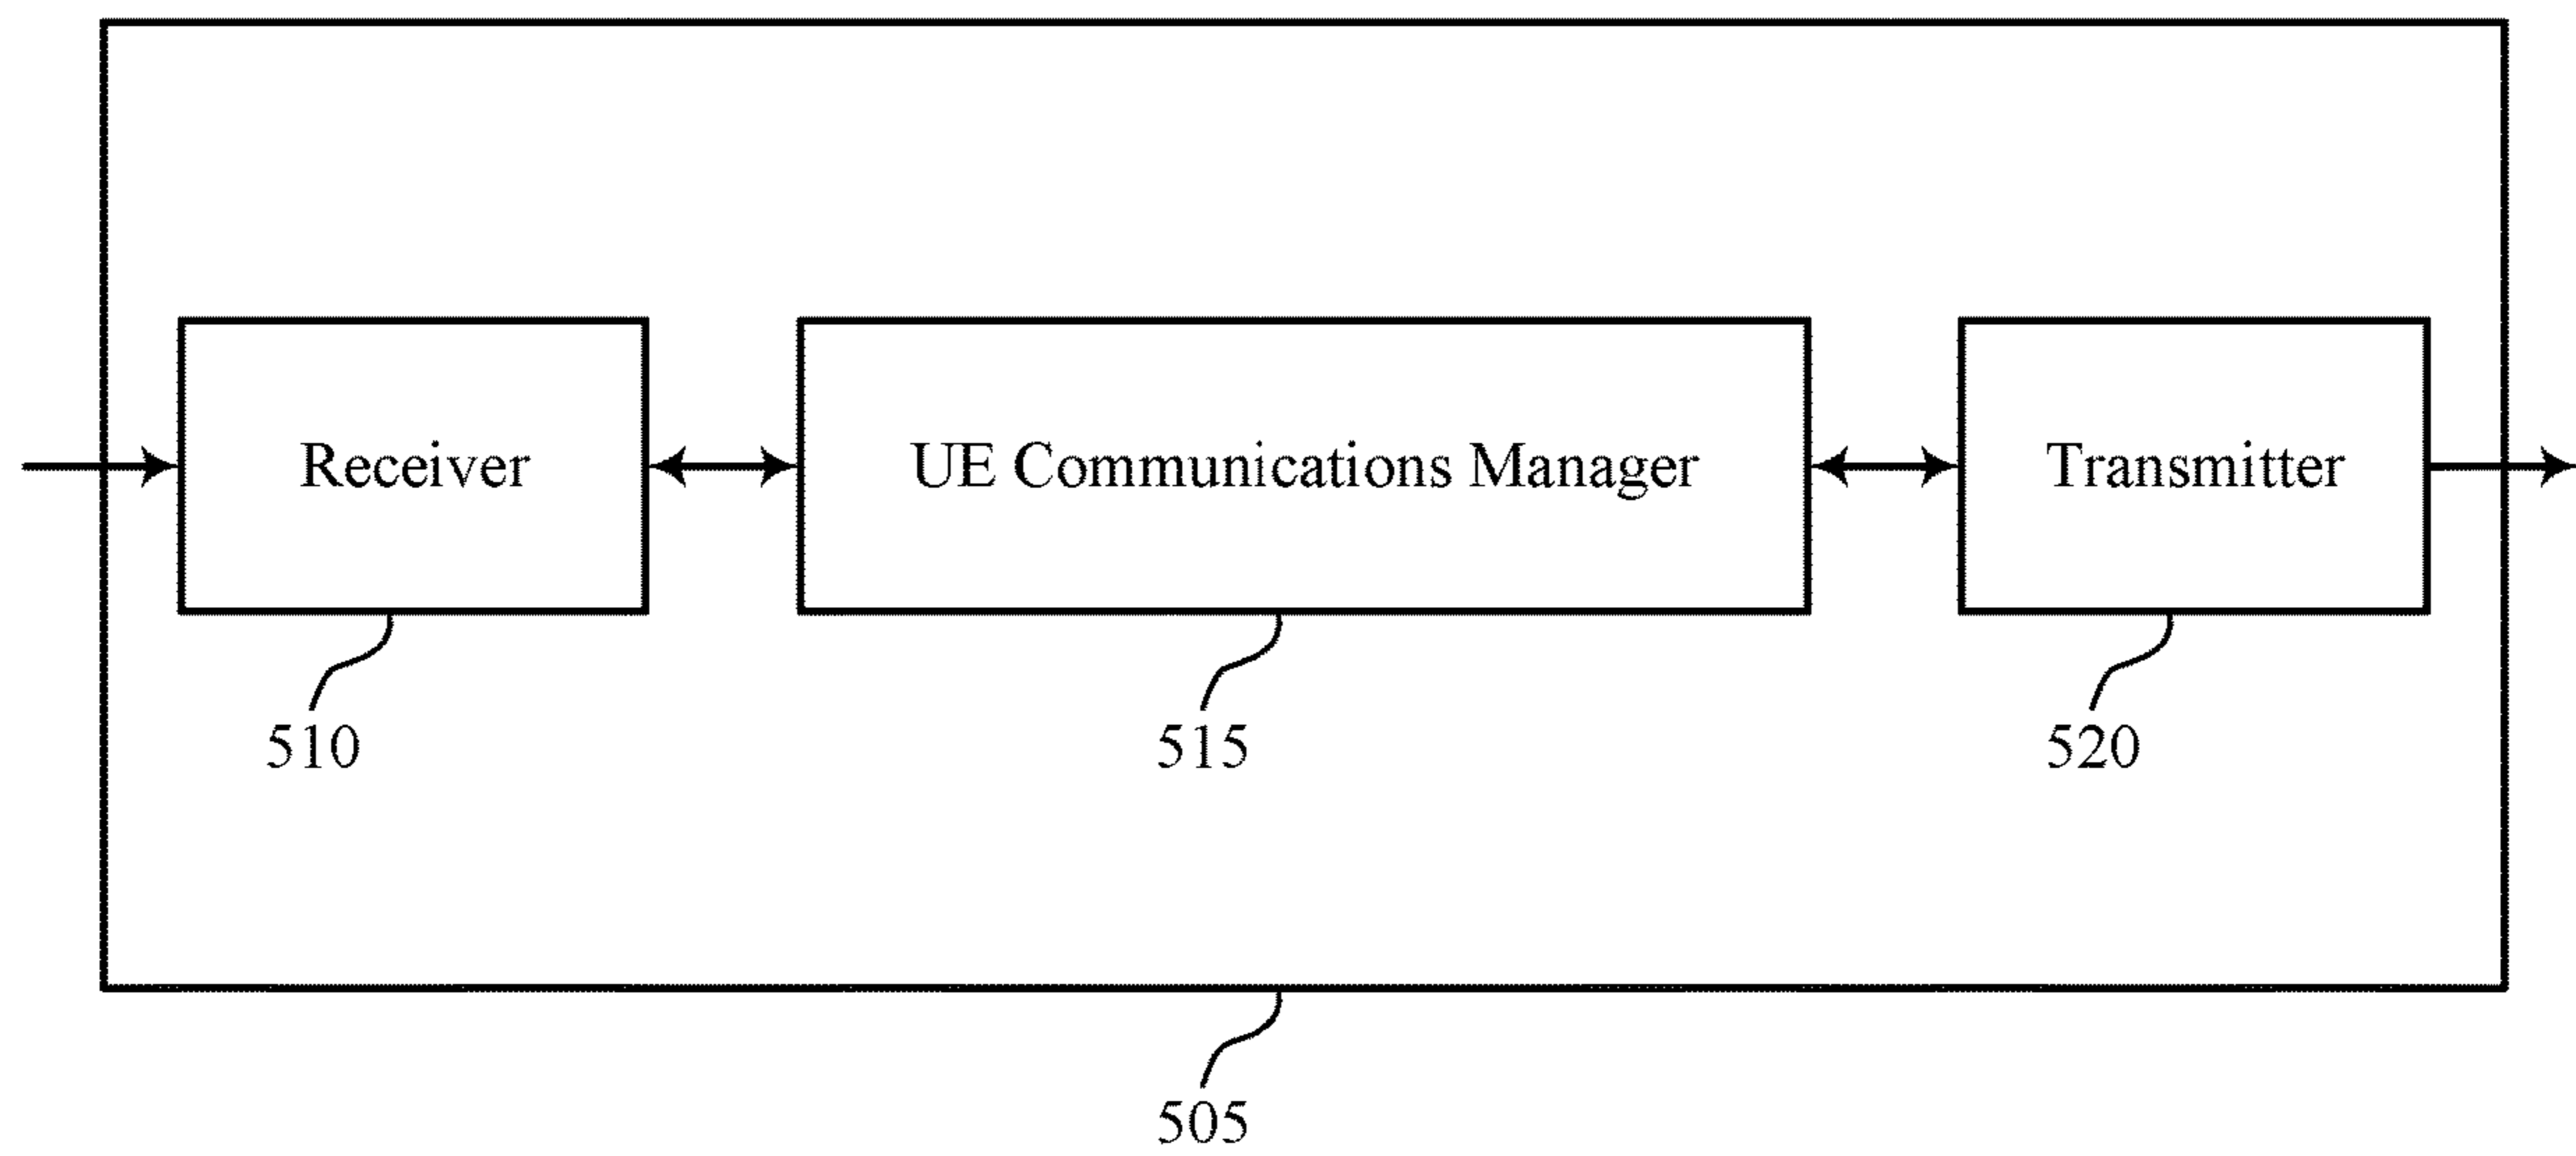 Receiver
UE Communications Manager
Transmitter
510
515
520
505